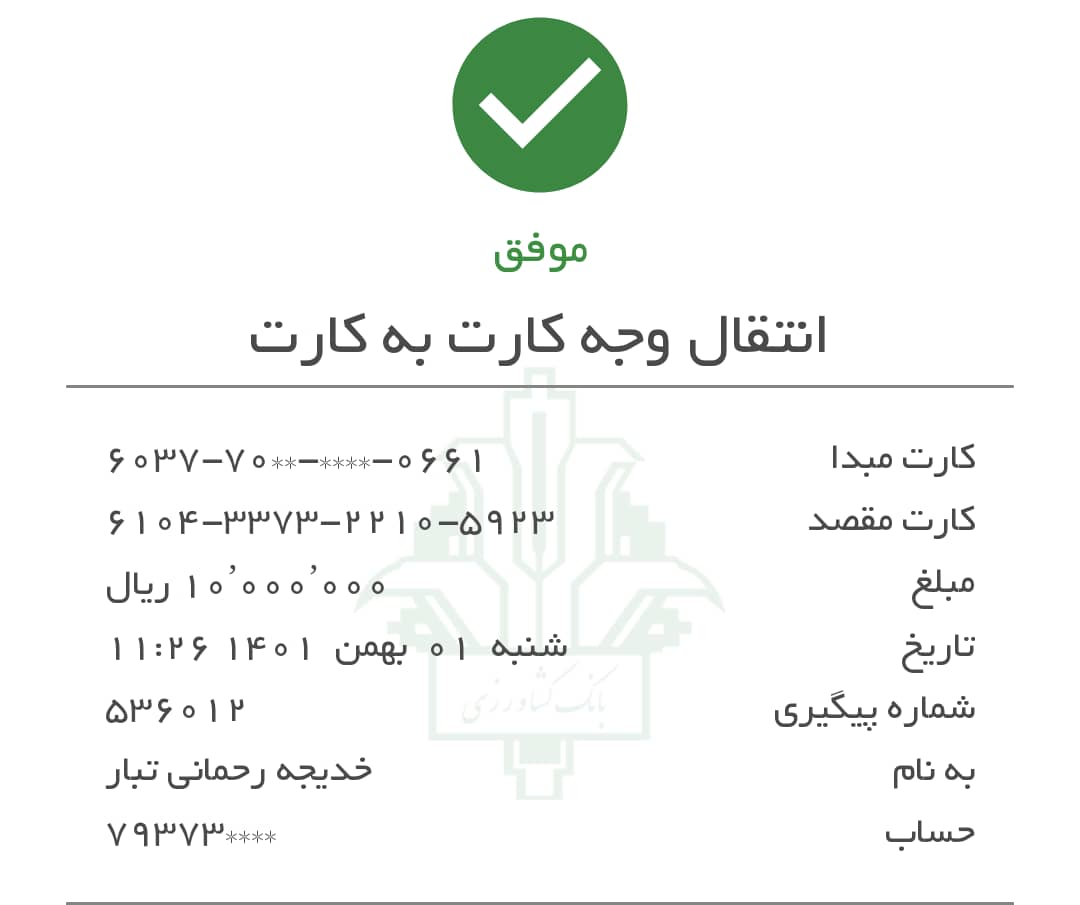 موفق
انتقال وجه کارت به کارت
کارت مبدا ۶۰۳۷-۷۰**-****-۰۶۶۱
کارت مقصد ۶۱۰۴-۳۳۷۳-۲۲۱۰-۵۹۲۳
مبلغ ۱۰٬۰۰۰٬۰۰۰ ریال
تاریخ شنبه ۰۱ بهمن ۱۴۰۱ ۱۱:۲۶
شماره پیگیری ۵۳۶۰۱۲
به نام خدیجه رحمانی تبار
حساب ۷۹۳۷۳****
بانک کشاورزی